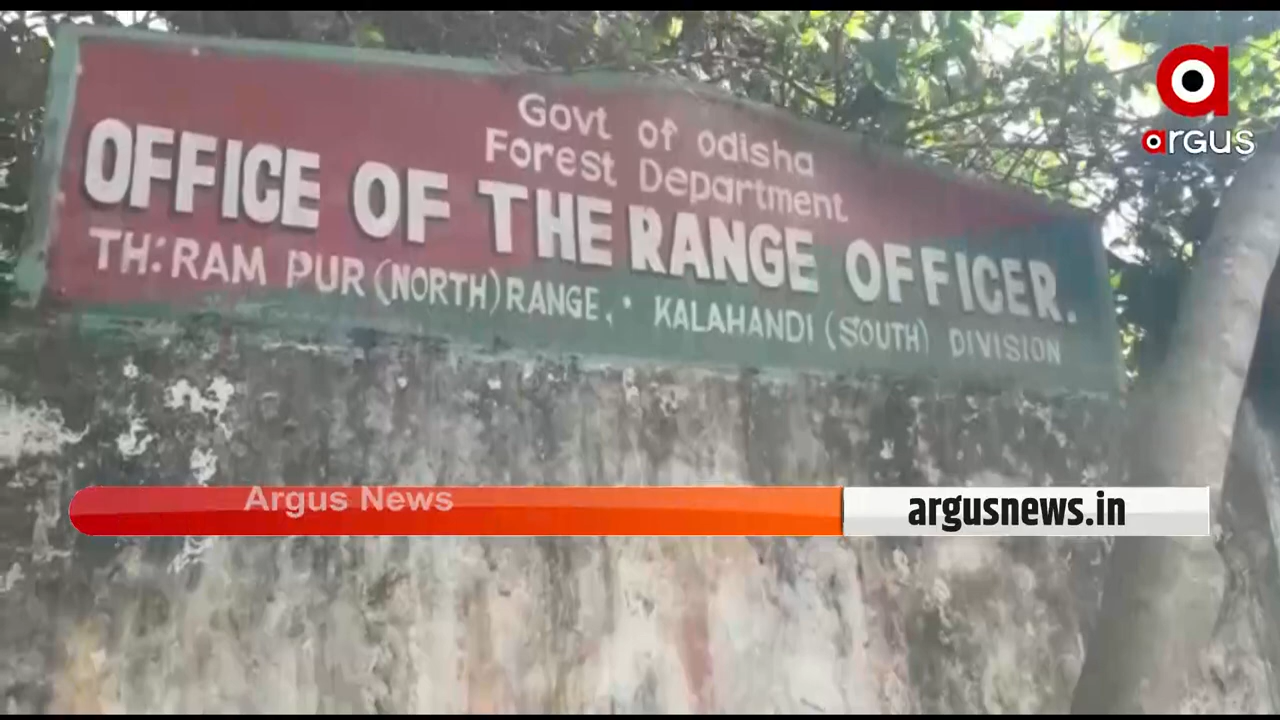 Govt of odisha
Forest Department
OFFICE OF THE RANGE OFFICER.
TH:RAM PUR (NORTH) RANGE, KALAHANDI (SOUTH) DIVISION
argus
Argus News
argusnews.in